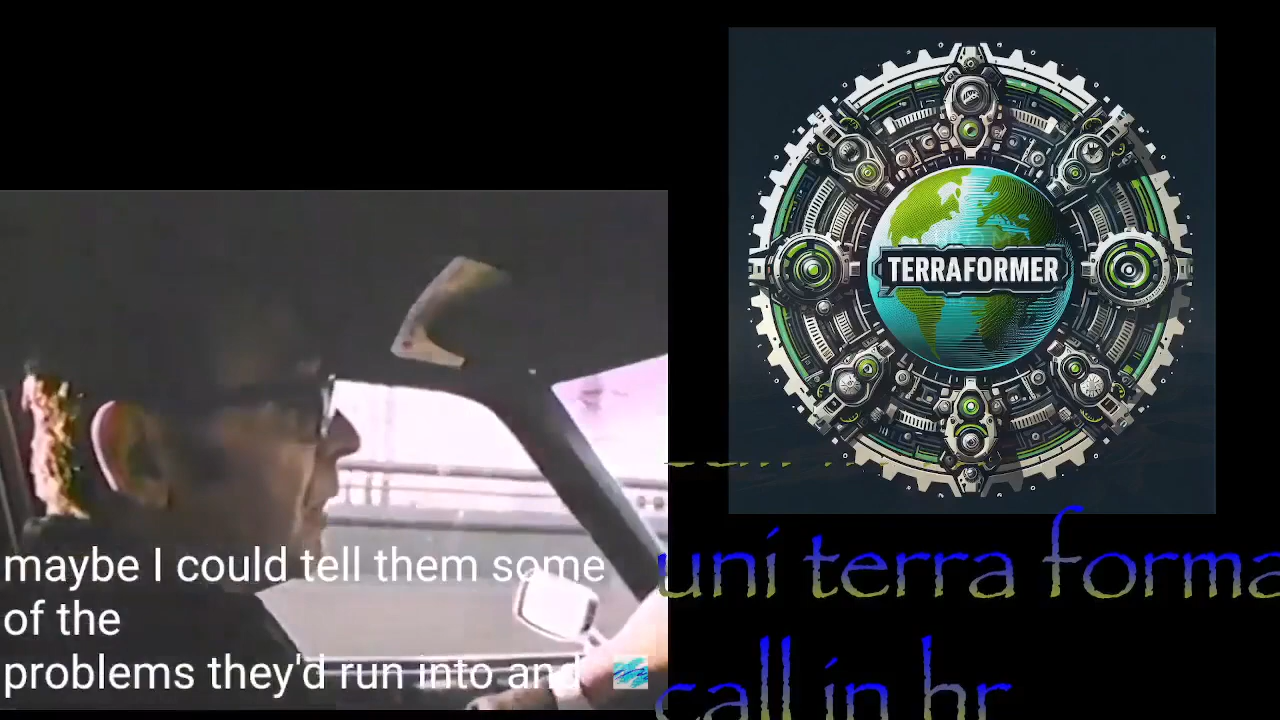 TERRAFORMER
maybe I could tell them some
of the
problems they'd run into and
uni terra forma
call in hr